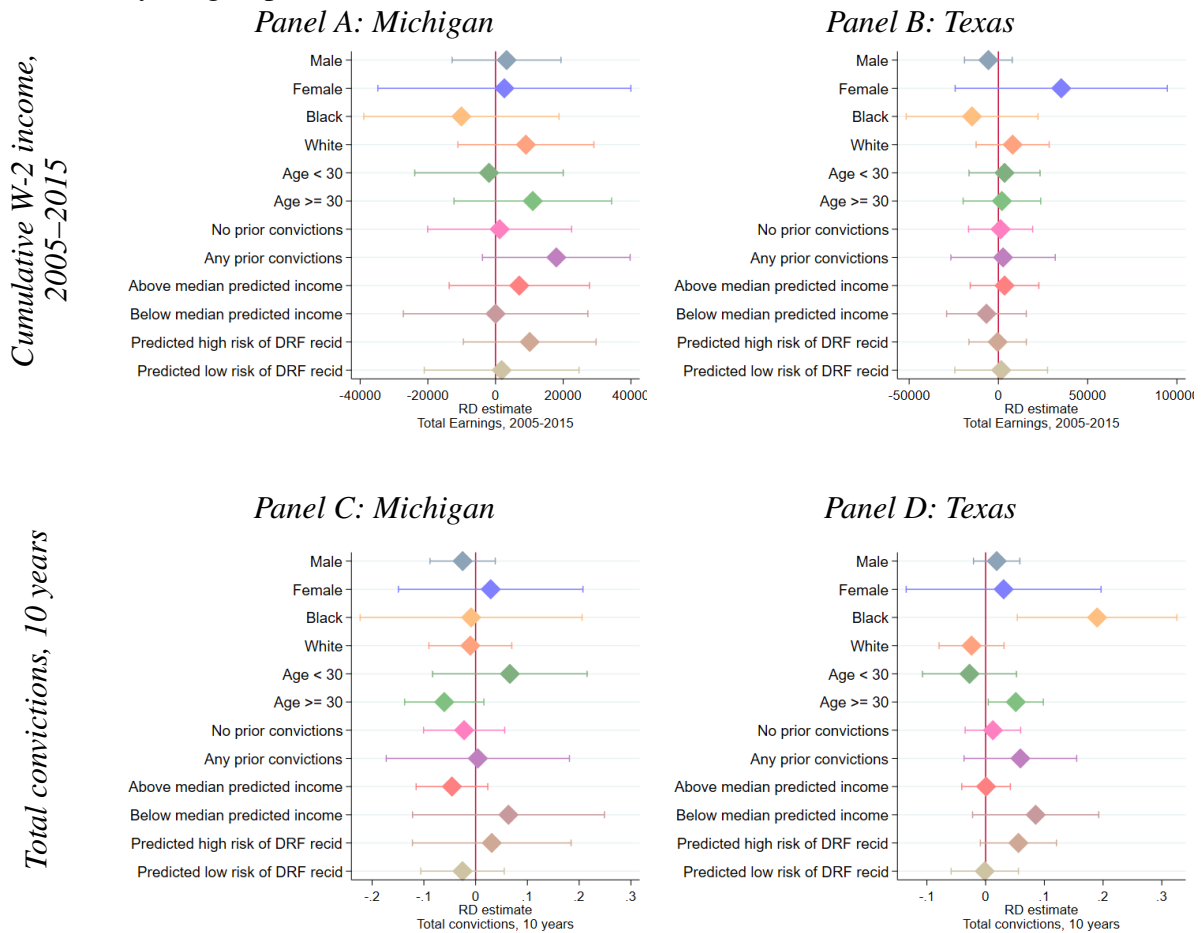 Panel A: Michigan
Panel B: Texas
Cumulative W-2 income,
2005–2015
Male
Female
Black
White
Age < 30
Age >= 30
No prior convictions
Any prior convictions
Above median predicted income
Below median predicted income
Predicted high risk of DRF recid
Predicted low risk of DRF recid
-40000 -20000 0 20000 40000
RD estimate
Total Earnings, 2005-2015
Male
Female
Black
White
Age < 30
Age >= 30
No prior convictions
Any prior convictions
Above median predicted income
Below median predicted income
Predicted high risk of DRF recid
Predicted low risk of DRF recid
-50000 0 50000 100000
RD estimate
Total Earnings, 2005-2015
Panel C: Michigan
Panel D: Texas
Total convictions, 10 years
Male
Female
Black
White
Age < 30
Age >= 30
No prior convictions
Any prior convictions
Above median predicted income
Below median predicted income
Predicted high risk of DRF recid
Predicted low risk of DRF recid
-.2 -.1 0 .1 .2 .3
RD estimate
Total convictions, 10 years
Male
Female
Black
White
Age < 30
Age >= 30
No prior convictions
Any prior convictions
Above median predicted income
Below median predicted income
Predicted high risk of DRF recid
Predicted low risk of DRF recid
-.1 0 .1 .2 .3
RD estimate
Total convictions, 10 years